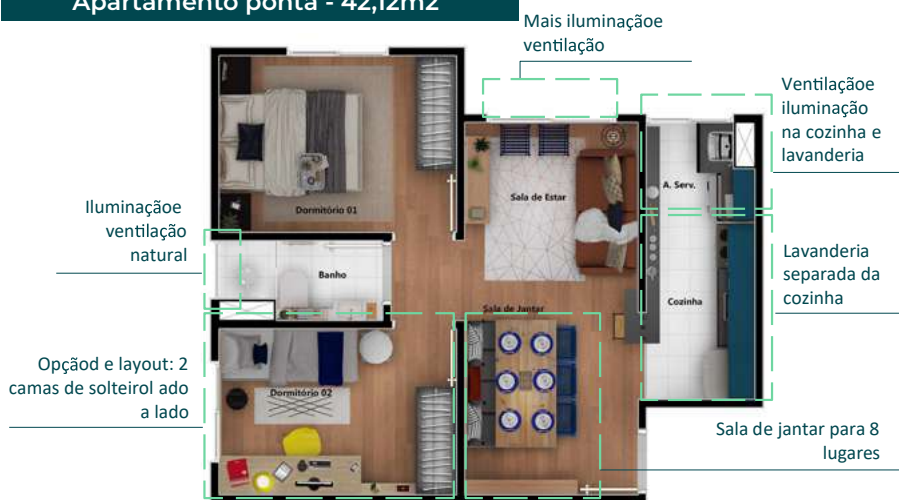 Apartamento ponta - 42,12m2
Mais iluminaçãoe
ventilação
Ventilaçãoe
iluminação
na cozinha e
lavanderia
Iluminaçãoe
ventilação
natural
Dormitório 01
Sala de Estar
A. Serv.
Banho
Sala de Jantar
Cozinha
Lavanderia
separada da
cozinha
Opçãod e layout: 2
camas de solteirol ado
a lado
Dormitório 02
Sala de jantar para 8
lugares